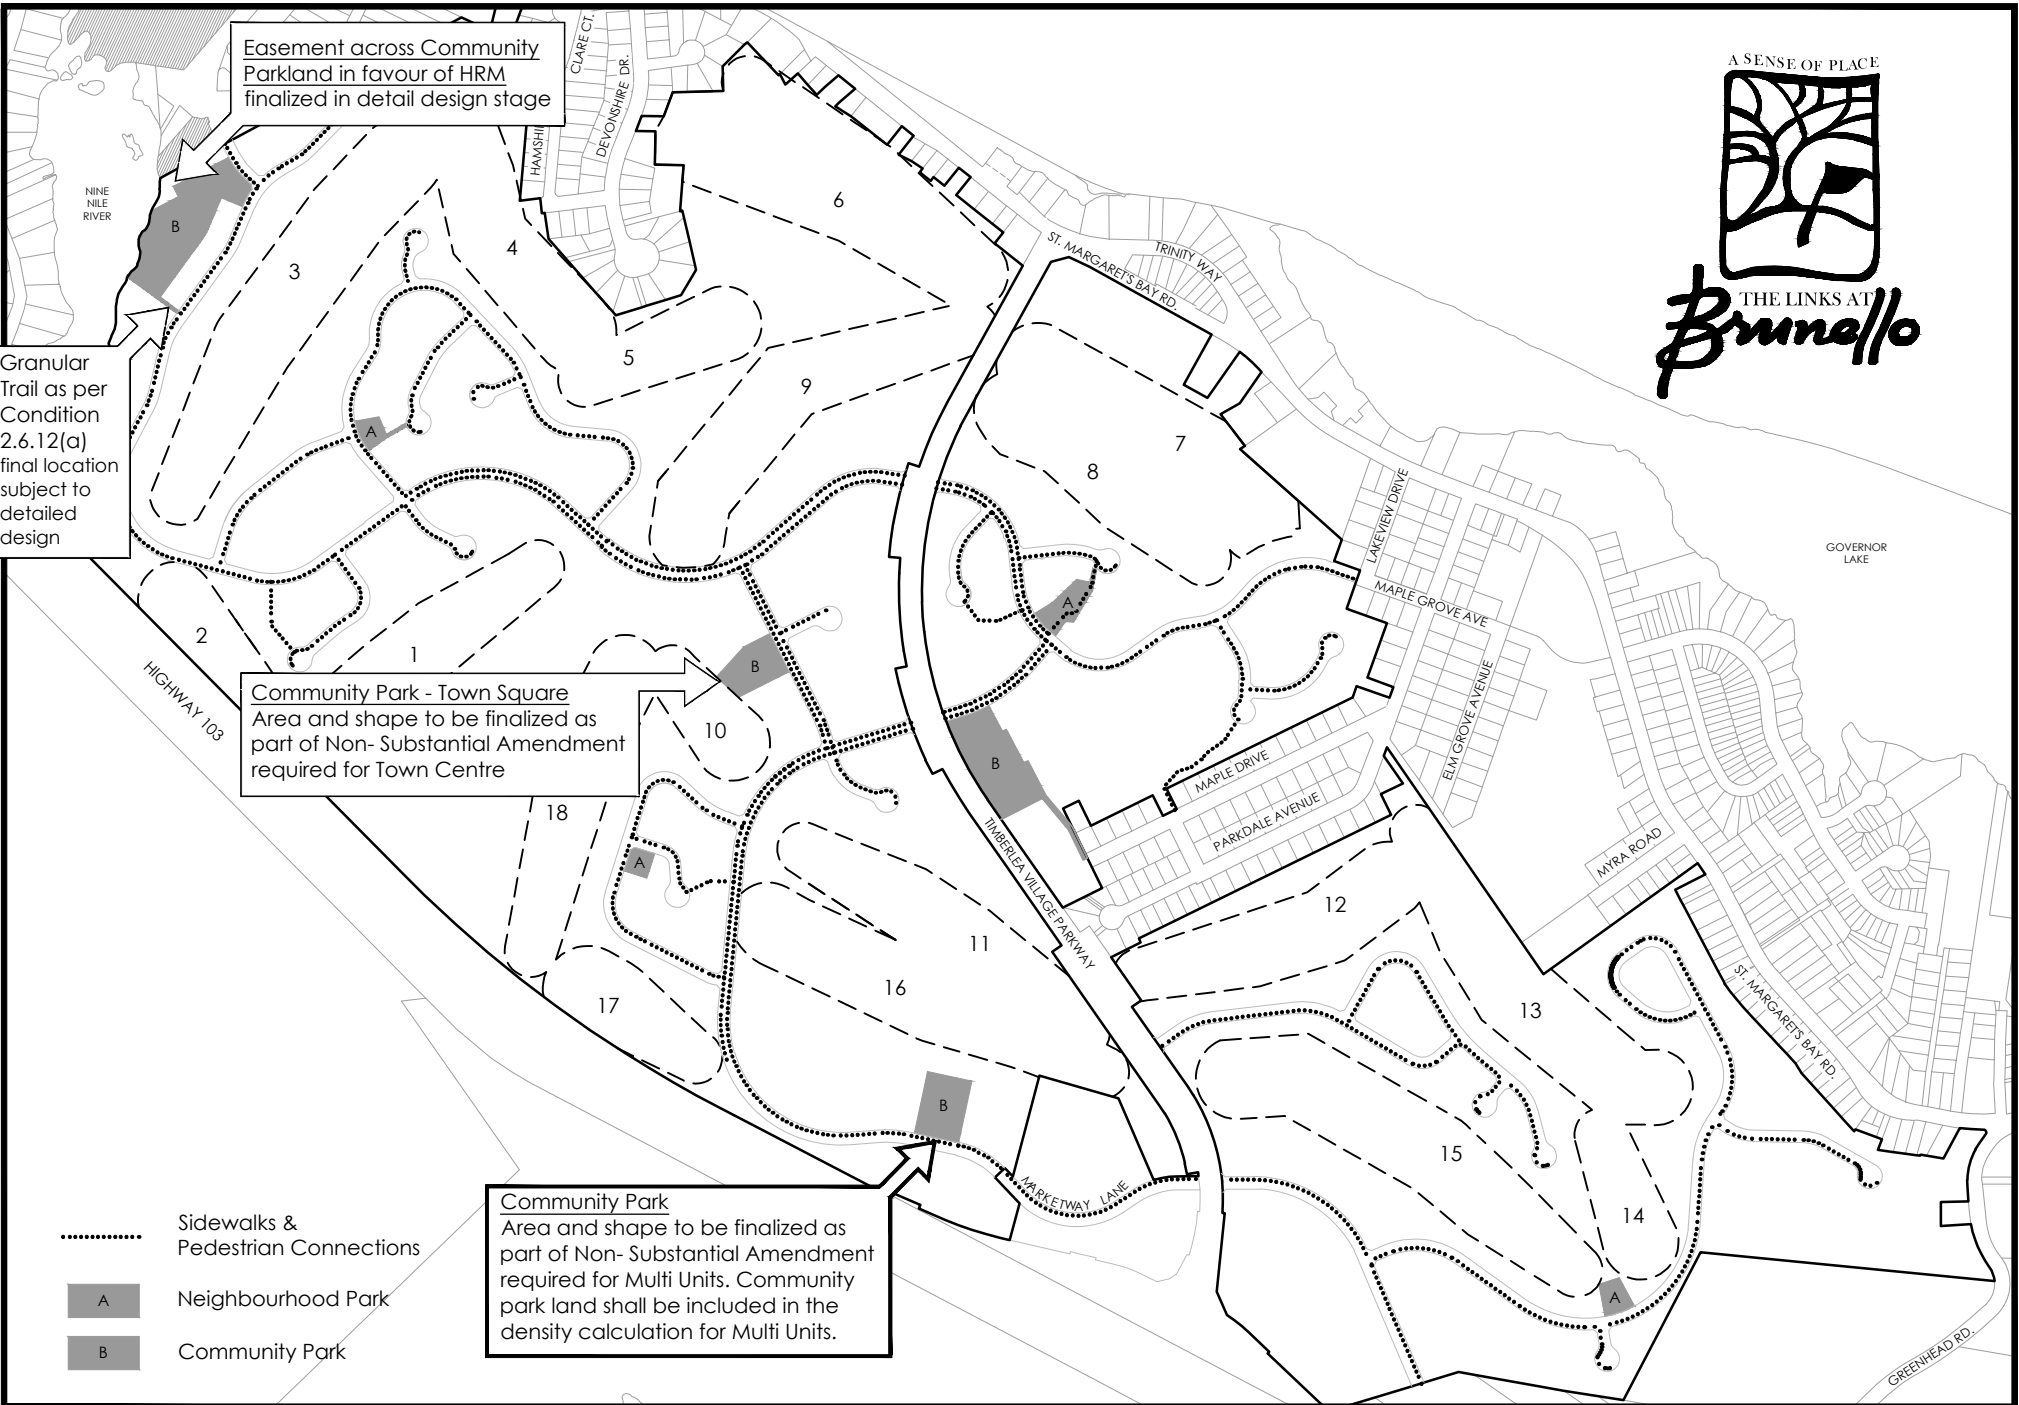 Easement across Community
Parkland in favour of HRM
finalized in detail design stage
CLARE CT.
DEVONSHIRE DR.
HAMSHI
A SENSE OF PLACE
THE LINKS AT
Brunello
NINE
NILE
RIVER
B
3
4
6
ST. MARGARETS BAY RD.
TRINITY WAY
5
9
7
8
Granular
Trail as per
Condition
2.6.12(a)
final location
subject to
detailed
design
A
LAKEVIEW DRIVE
MAPLE GROVE AVE
ELM GROVE AVENUE
GOVERNOR
LAKE
A
2
1
HIGHWAY 103
B
Community Park - Town Square
Area and shape to be finalized as
part of Non- Substantial Amendment
required for Town Centre
10
B
MAPLE DRIVE
PARKDALE AVENUE
MYRA ROAD
18
A
TIMBERLEA VILLAGE PARKWAY
12
11
16
17
13
ST. MARGARETS BAY RD.
B
15
14
MARKETWAY LANE
Community Park
Area and shape to be finalized as
part of Non- Substantial Amendment
required for Multi Units. Community
park land shall be included in the
density calculation for Multi Units.
A
GREENHEAD RD.
Sidewalks &
Pedestrian Connections
A
Neighbourhood Park
B
Community Park